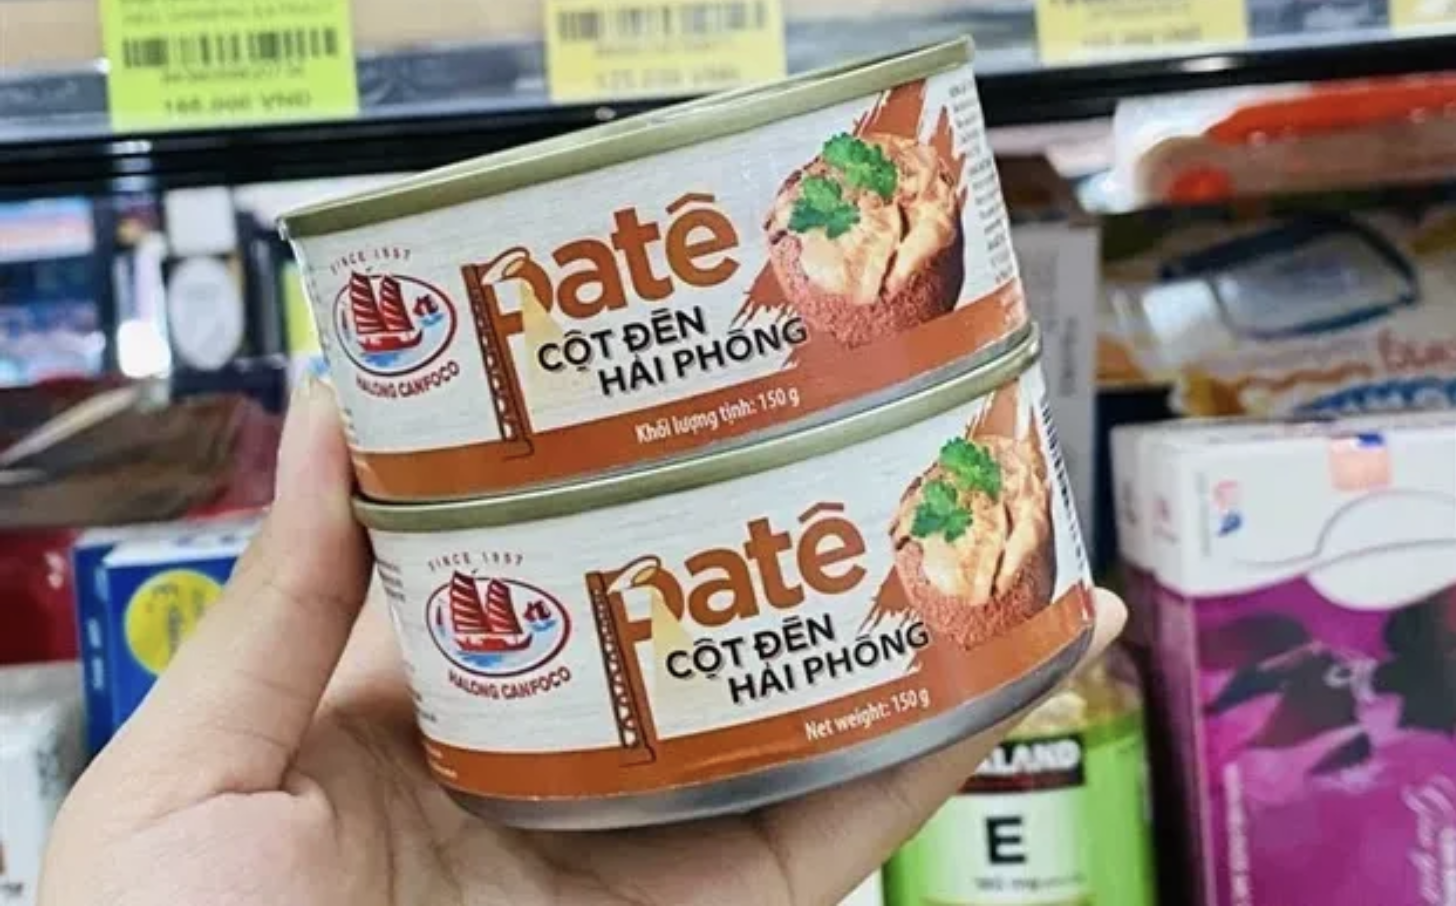 SINCE 1957
HALONG CANFOCO
patê
CỘT ĐÈN
HẢI PHÒNG
Khối lượng tịnh: 150 g
SINCE 1957
HALONG CANFOCO
patê
CỘT ĐÈN
HẢI PHÒNG
Net weight: 150 g
ALAND
E